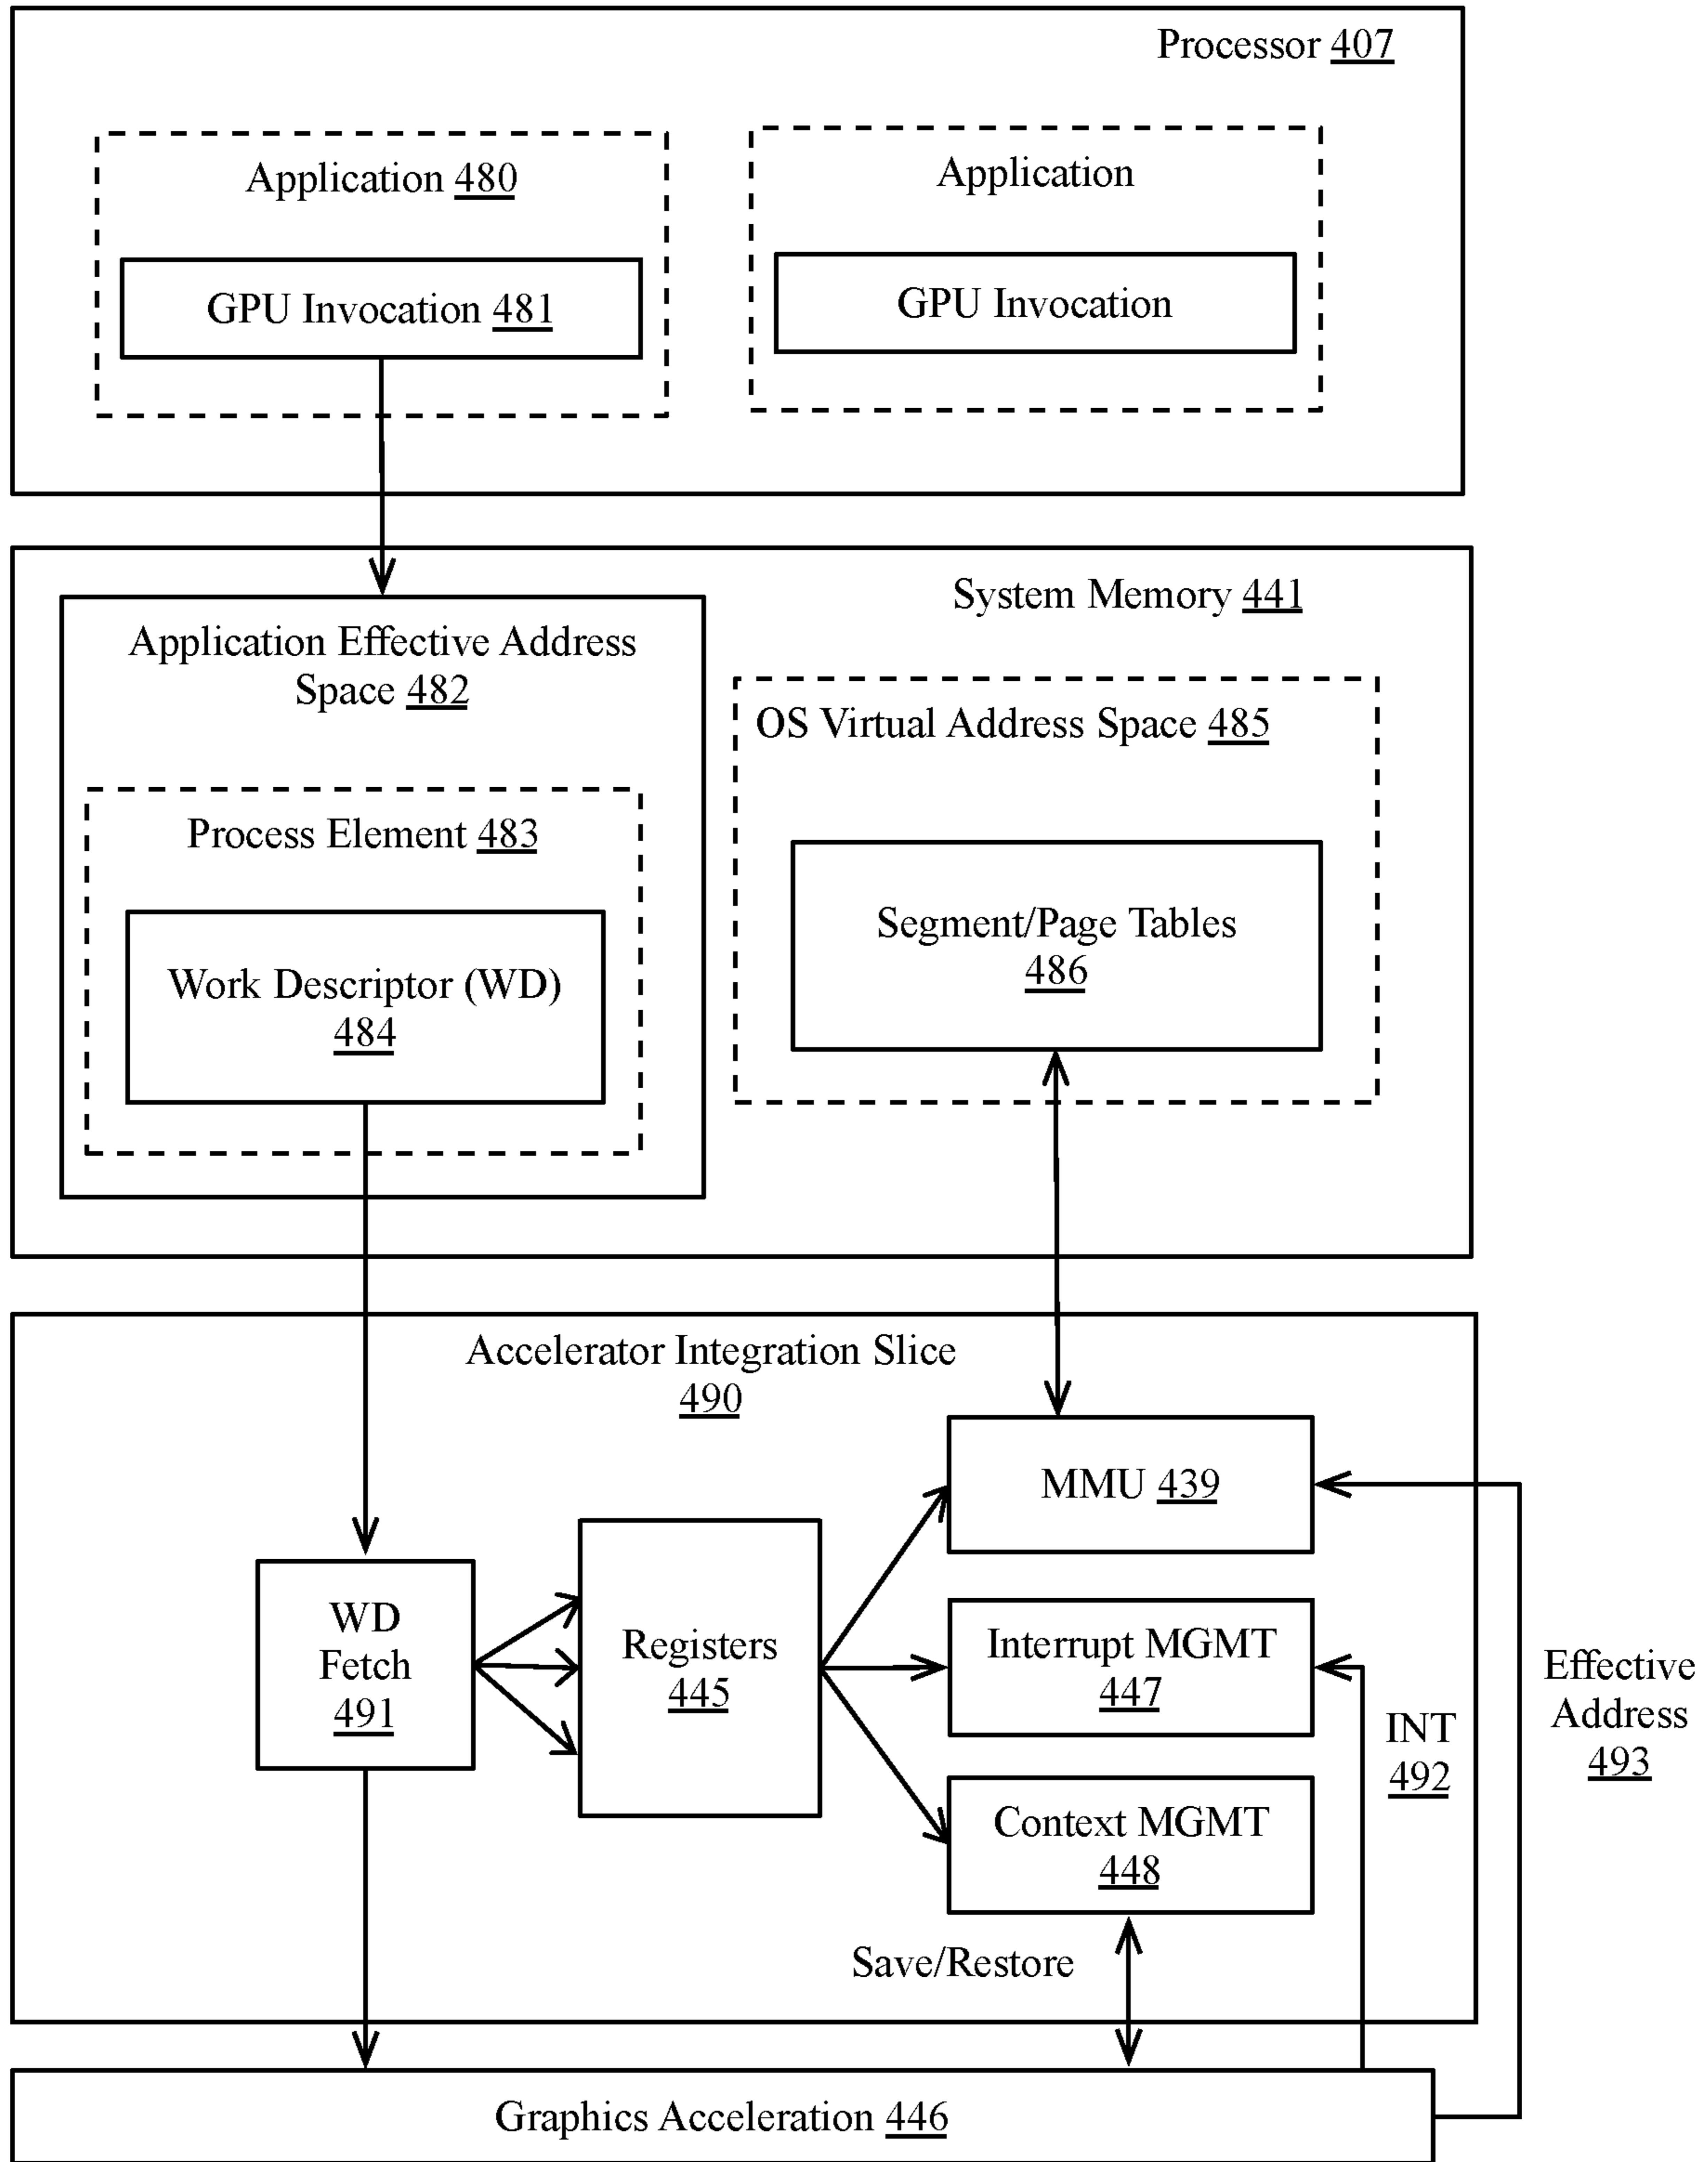 Processor 407
Application 480
Application
GPU Invocation 481
GPU Invocation
System Memory 441
Application Effective Address
Space 482
OS Virtual Address Space 485
Process Element 483
Segment/Page Tables
486
Work Descriptor (WD)
484
Accelerator Integration Slice
490
MMU 439
WD
Fetch
491
Registers
445
Interrupt MGMT
447
Effective
Address
493
INT
492
Context MGMT
448
Save/Restore
Graphics Acceleration 446